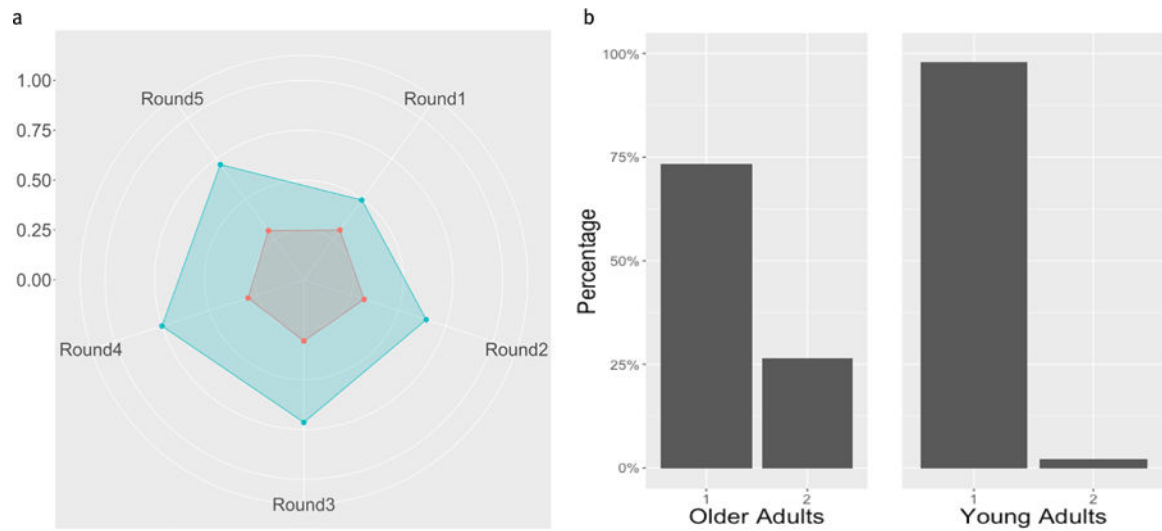 a
1.00
0.75
0.50
0.25
0.00
Round5
Round1
Round4
Round2
Round3
b
Percentage
100%
75%
50%
25%
0%
1
2
Older Adults
1
2
Young Adults